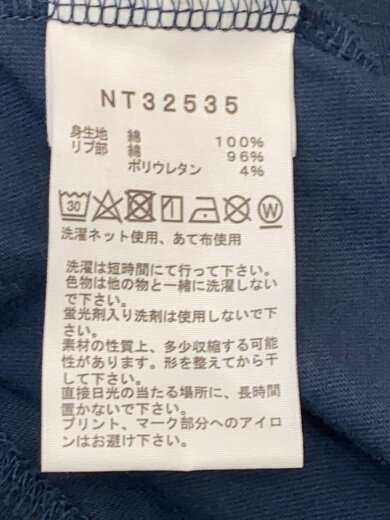 NT32535
身生地 綿 100%
リブ部 綿 96%
ポリウレタン 4%
30 W
洗濯ネット使用、あて布使用
洗濯は短時間にて行って下さい。
色物は他の物と一緒に洗濯しない
で下さい。
蛍光剤入り洗剤は使用しないで下
さい。
素材の性質上、多少収縮する可能
性があります。形を整えてから干
して下さい。
直接日光の当たる場所に、長時間
置かないで下さい。
プリント、マーク部分へのアイロ
ンはお避け下さい。